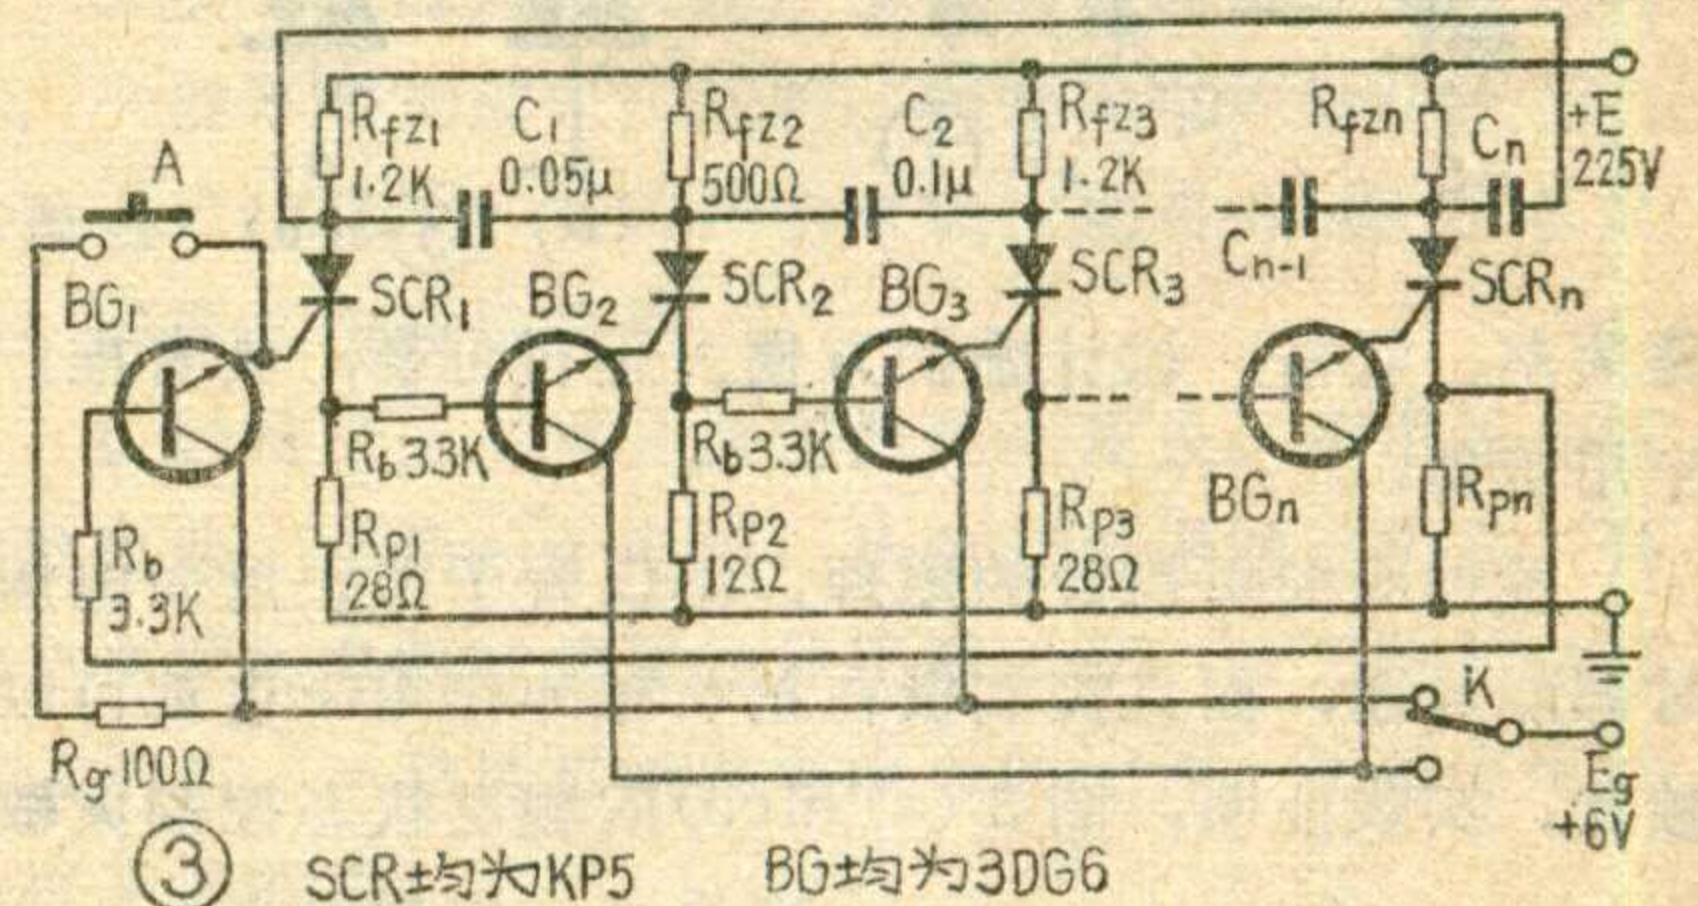 A
BG₁
Rfz1
1.2K
C₁
0.05μ
Rfz2
500Ω
C₂
0.1μ
Rfz3
1.2K
Rfzn
Cn
+E
225V
SCR₁
BG₂
SCR₂
BG₃
SCR₃
Cn-1
SCRn
Rb 3.3K
Rb 3.3K
BGn
Rb
3.3K
Rp1
28Ω
Rp2
12Ω
Rp3
28Ω
Rpn
K
Rg 100Ω
Eg
+6V
③ SCR均为KP5 BG均为3DG6